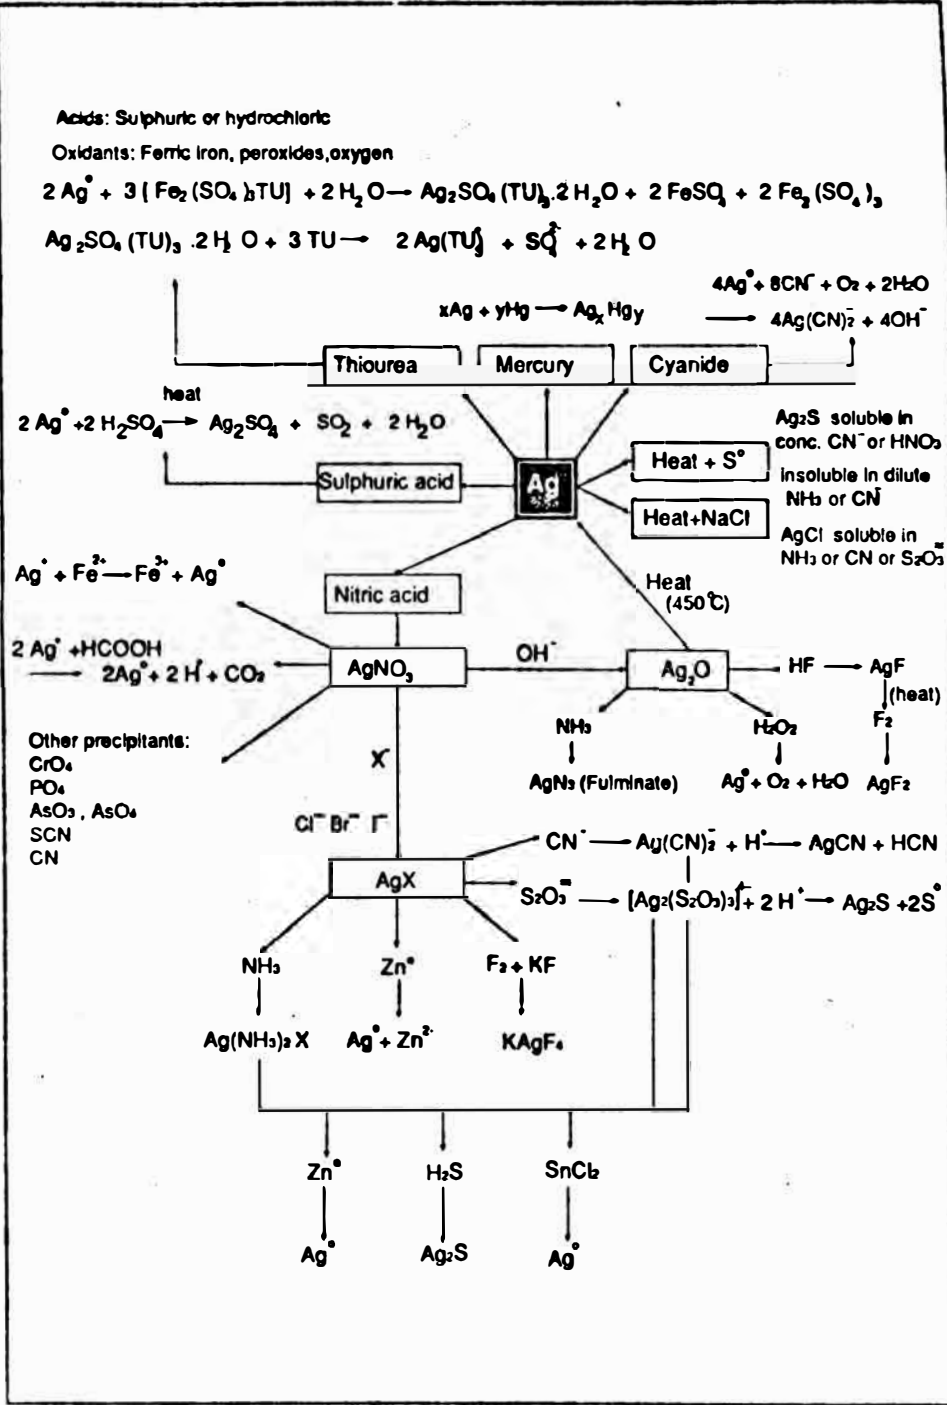 Acids: Sulphuric or hydrochloric
Oxidants: Ferric iron, peroxides,oxygen
2 Ag° + 3 [ Fe₂ (SO₄ )₃TU] + 2 H₂O → Ag₂SO₄ (TU)₃.2 H₂O + 2 FeSO₄ + 2 Fe₂ (SO₄ )₃
Ag₂SO₄ (TU)₃ .2 H₂ O + 3 TU → 2 Ag(TU)₃⁺ + SO₄²⁻ + 2 H₂ O
4Ag° + 8CN⁻ + O₂ + 2H₂O
→ 4Ag(CN)₂⁻ + 4OH⁻
xAg + yHg → AgₓHgy
Thiourea
Mercury
Cyanide
heat
2 Ag° +2 H₂SO₄ → Ag₂SO₄ + SO₂ + 2 H₂O
Sulphuric acid
Ag
Heat + S°
Heat+NaCl
Ag₂S soluble in
conc. CN⁻ or HNO₃
insoluble in dilute
NH₃ or CN⁻
AgCl soluble in
NH₃ or CN or S₂O₃⁼
Ag⁺ + Fe²⁺ → Fe³⁺ + Ag°
Nitric acid
Heat
(450°C)
2 Ag⁺ +HCOOH
→ 2Ag° + 2 H⁺ + CO₂
AgNO₃
OH⁻
Ag₂O
HF → AgF
(heat)
F₂
AgF₂
NH₃
AgN₃ (Fulminate)
H₂O₂
Ag° + O₂ + H₂O
Other precipitants:
CrO₄
PO₄
AsO₃ , AsO₄
SCN
CN
X⁻
Cl⁻ Br⁻ I⁻
AgX
CN⁻ → Ag(CN)₂⁻ + H⁺ → AgCN + HCN
S₂O₃⁼ → [Ag₂(S₂O₃)₃]⁴⁻ + 2 H⁺ → Ag₂S +2S°
NH₃
Zn°
F₂ + KF
Ag(NH₃)₂ X
Ag° + Zn²⁺
KAgF₄
Zn°
H₂S
SnCl₂
Ag°
Ag₂S
Ag°